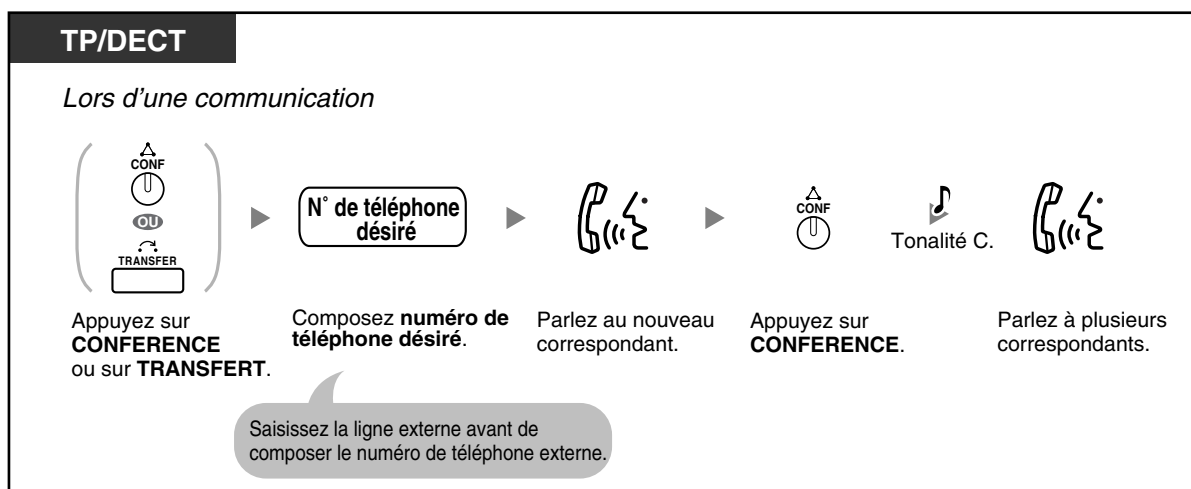 TP/DECT
Lors d'une communication
CONF
OU
TRANSFER
N° de téléphone
désiré
CONF
Tonalité C.
Appuyez sur
CONFERENCE
ou sur TRANSFERT.
Composez numéro de
téléphone désiré.
Parlez au nouveau
correspondant.
Appuyez sur
CONFERENCE.
Parlez à plusieurs
correspondants.
Saisissez la ligne externe avant de
composer le numéro de téléphone externe.